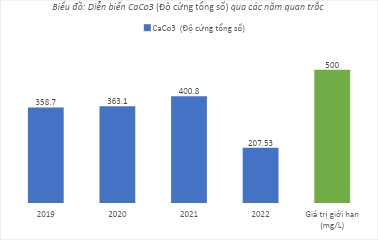 Biểu đồ: Diễn biến CaCo3 (Độ cứng tổng số) qua các năm quan trắc
CaCo3 (Độ cứng tổng số)
500
400.8
358.7
363.1
207.53
2019
2020
2021
2022
Giá trị giới hạn
(mg/L)